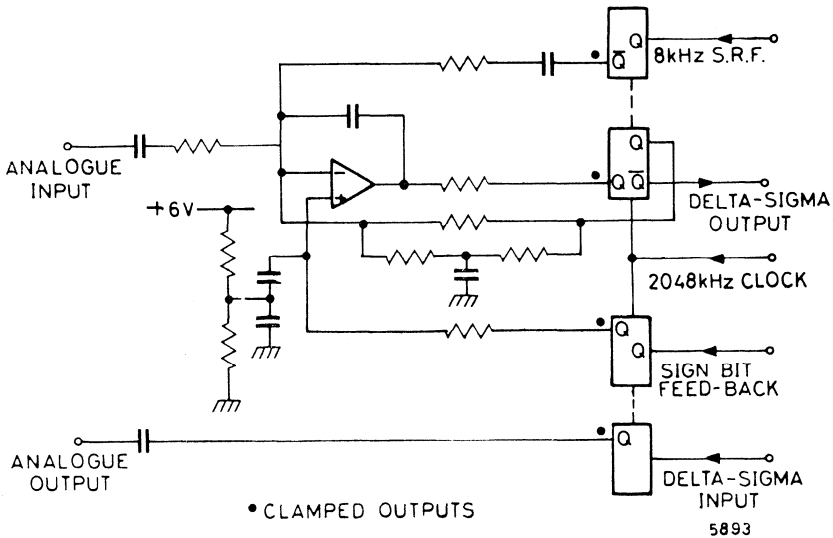 Q
Q̅
8kHz S.R.F.
ANALOGUE
INPUT
−
+
Q
Q Q̅
DELTA-SIGMA
OUTPUT
+6V
2048kHz CLOCK
Q
Q
SIGN BIT
FEED-BACK
Q
ANALOGUE
OUTPUT
DELTA-SIGMA
INPUT
• CLAMPED OUTPUTS
5893